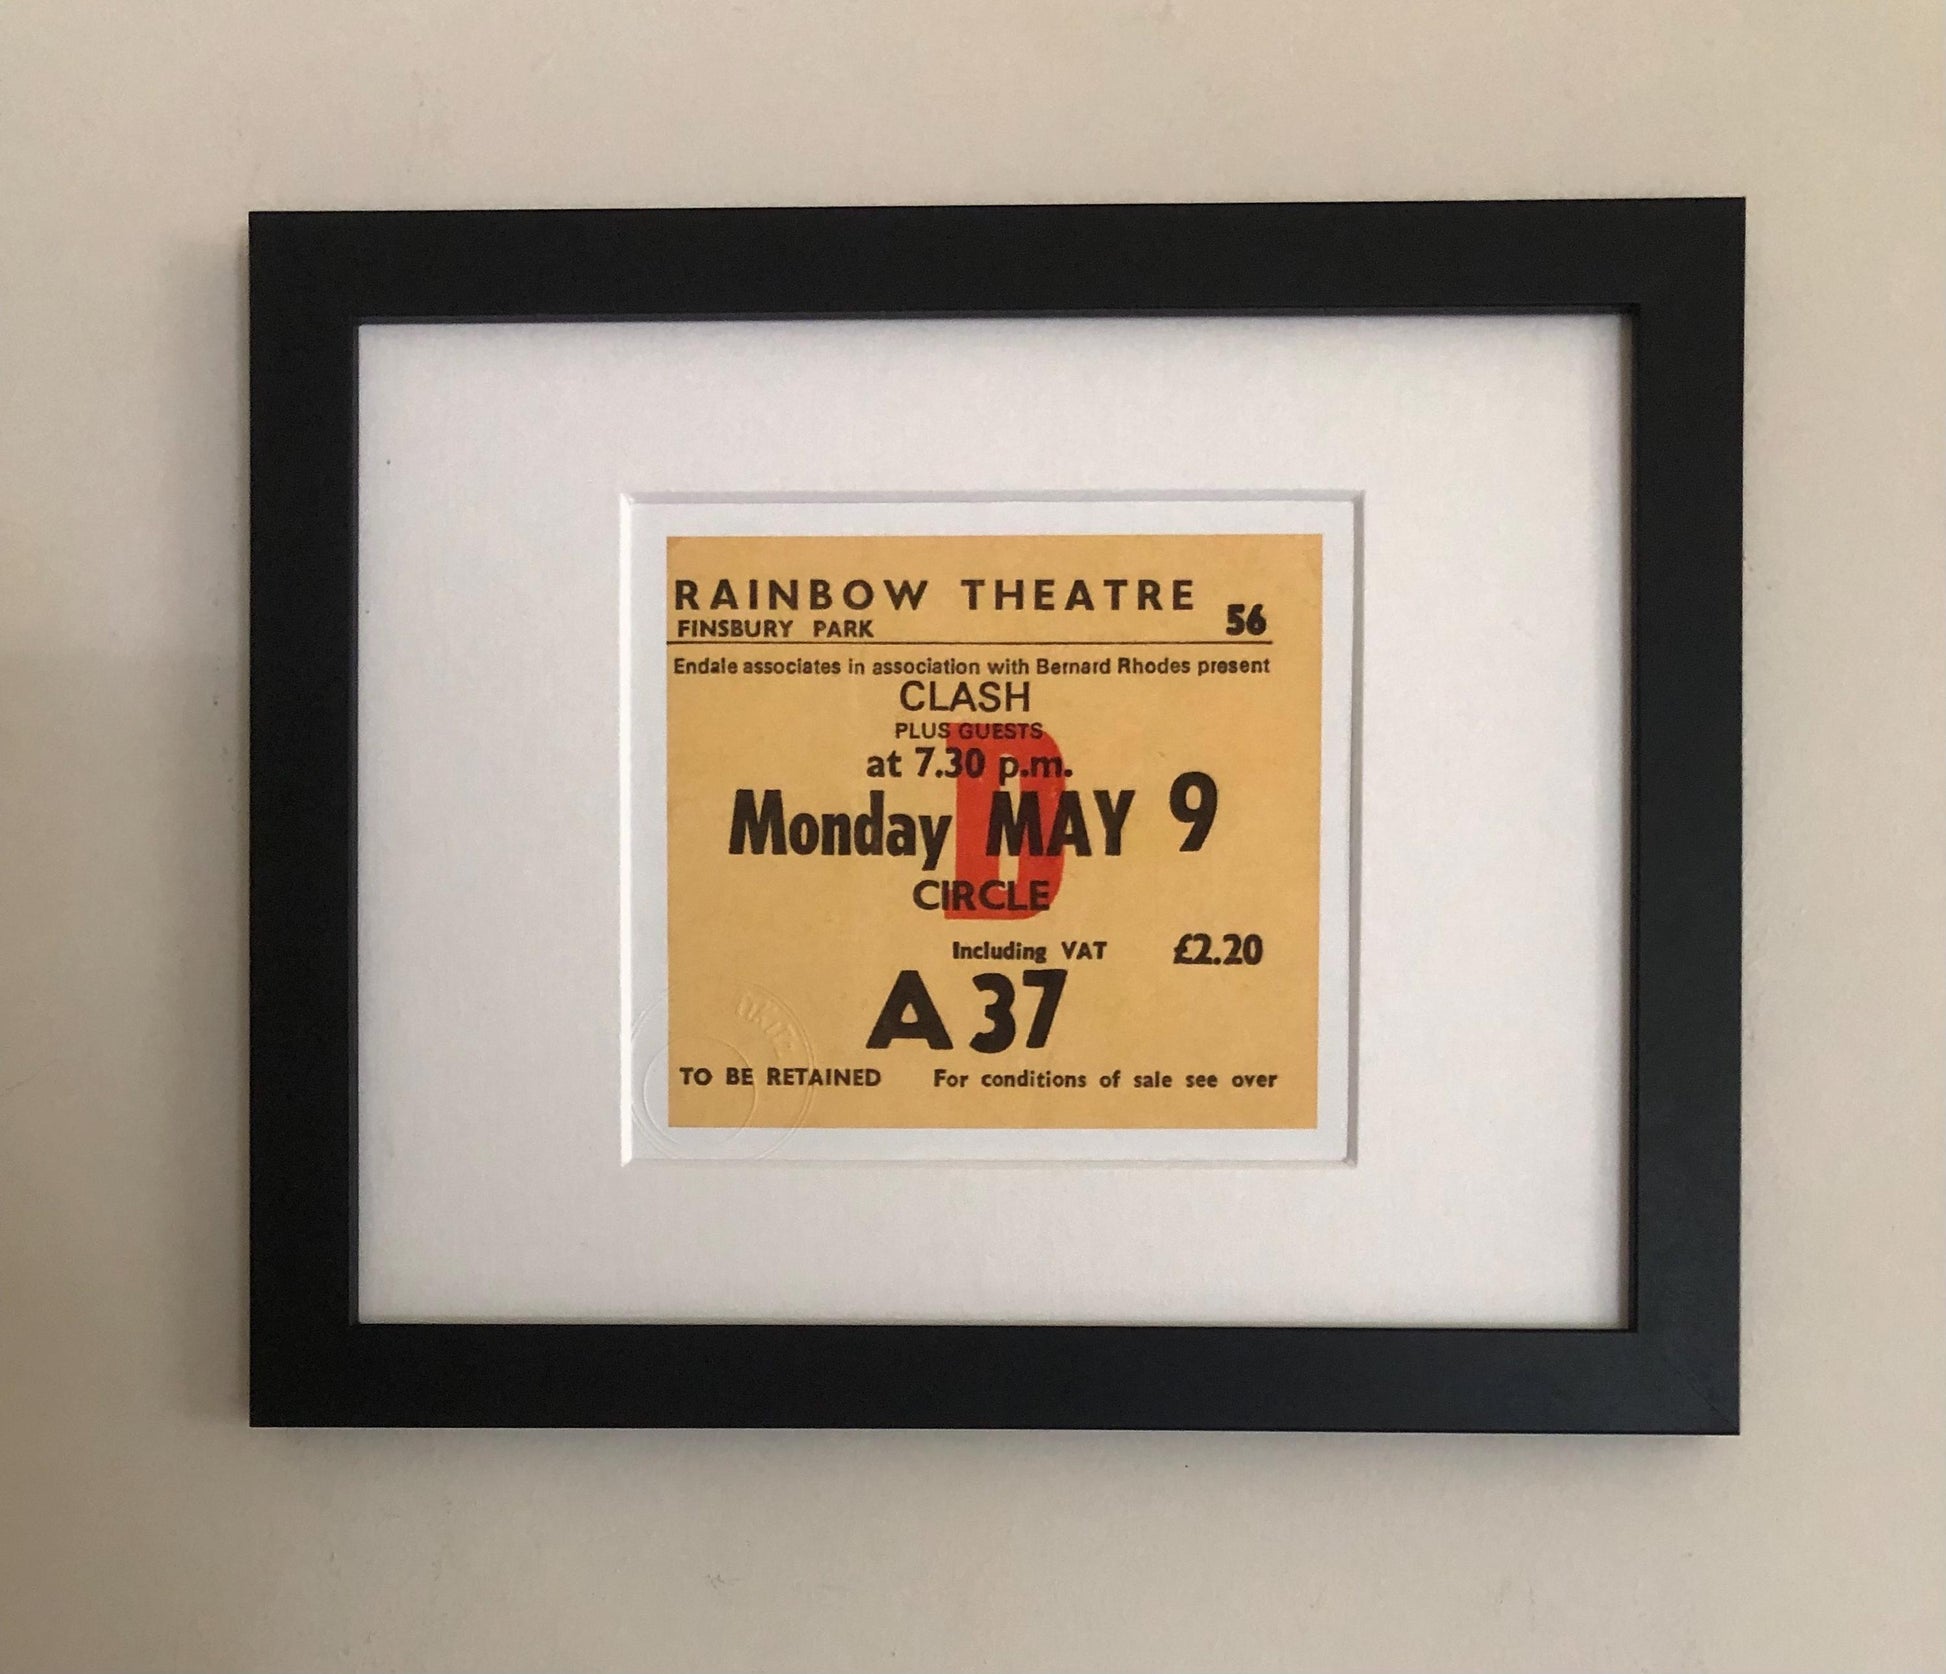 RAINBOW THEATRE
FINSBURY PARK 56
Endale associates in association with Bernard Rhodes present
CLASH
PLUS GUESTS
at 7.30 p.m.
Monday MAY 9
D
CIRCLE
Including VAT £2.20
A 37
TO BE RETAINED For conditions of sale see over